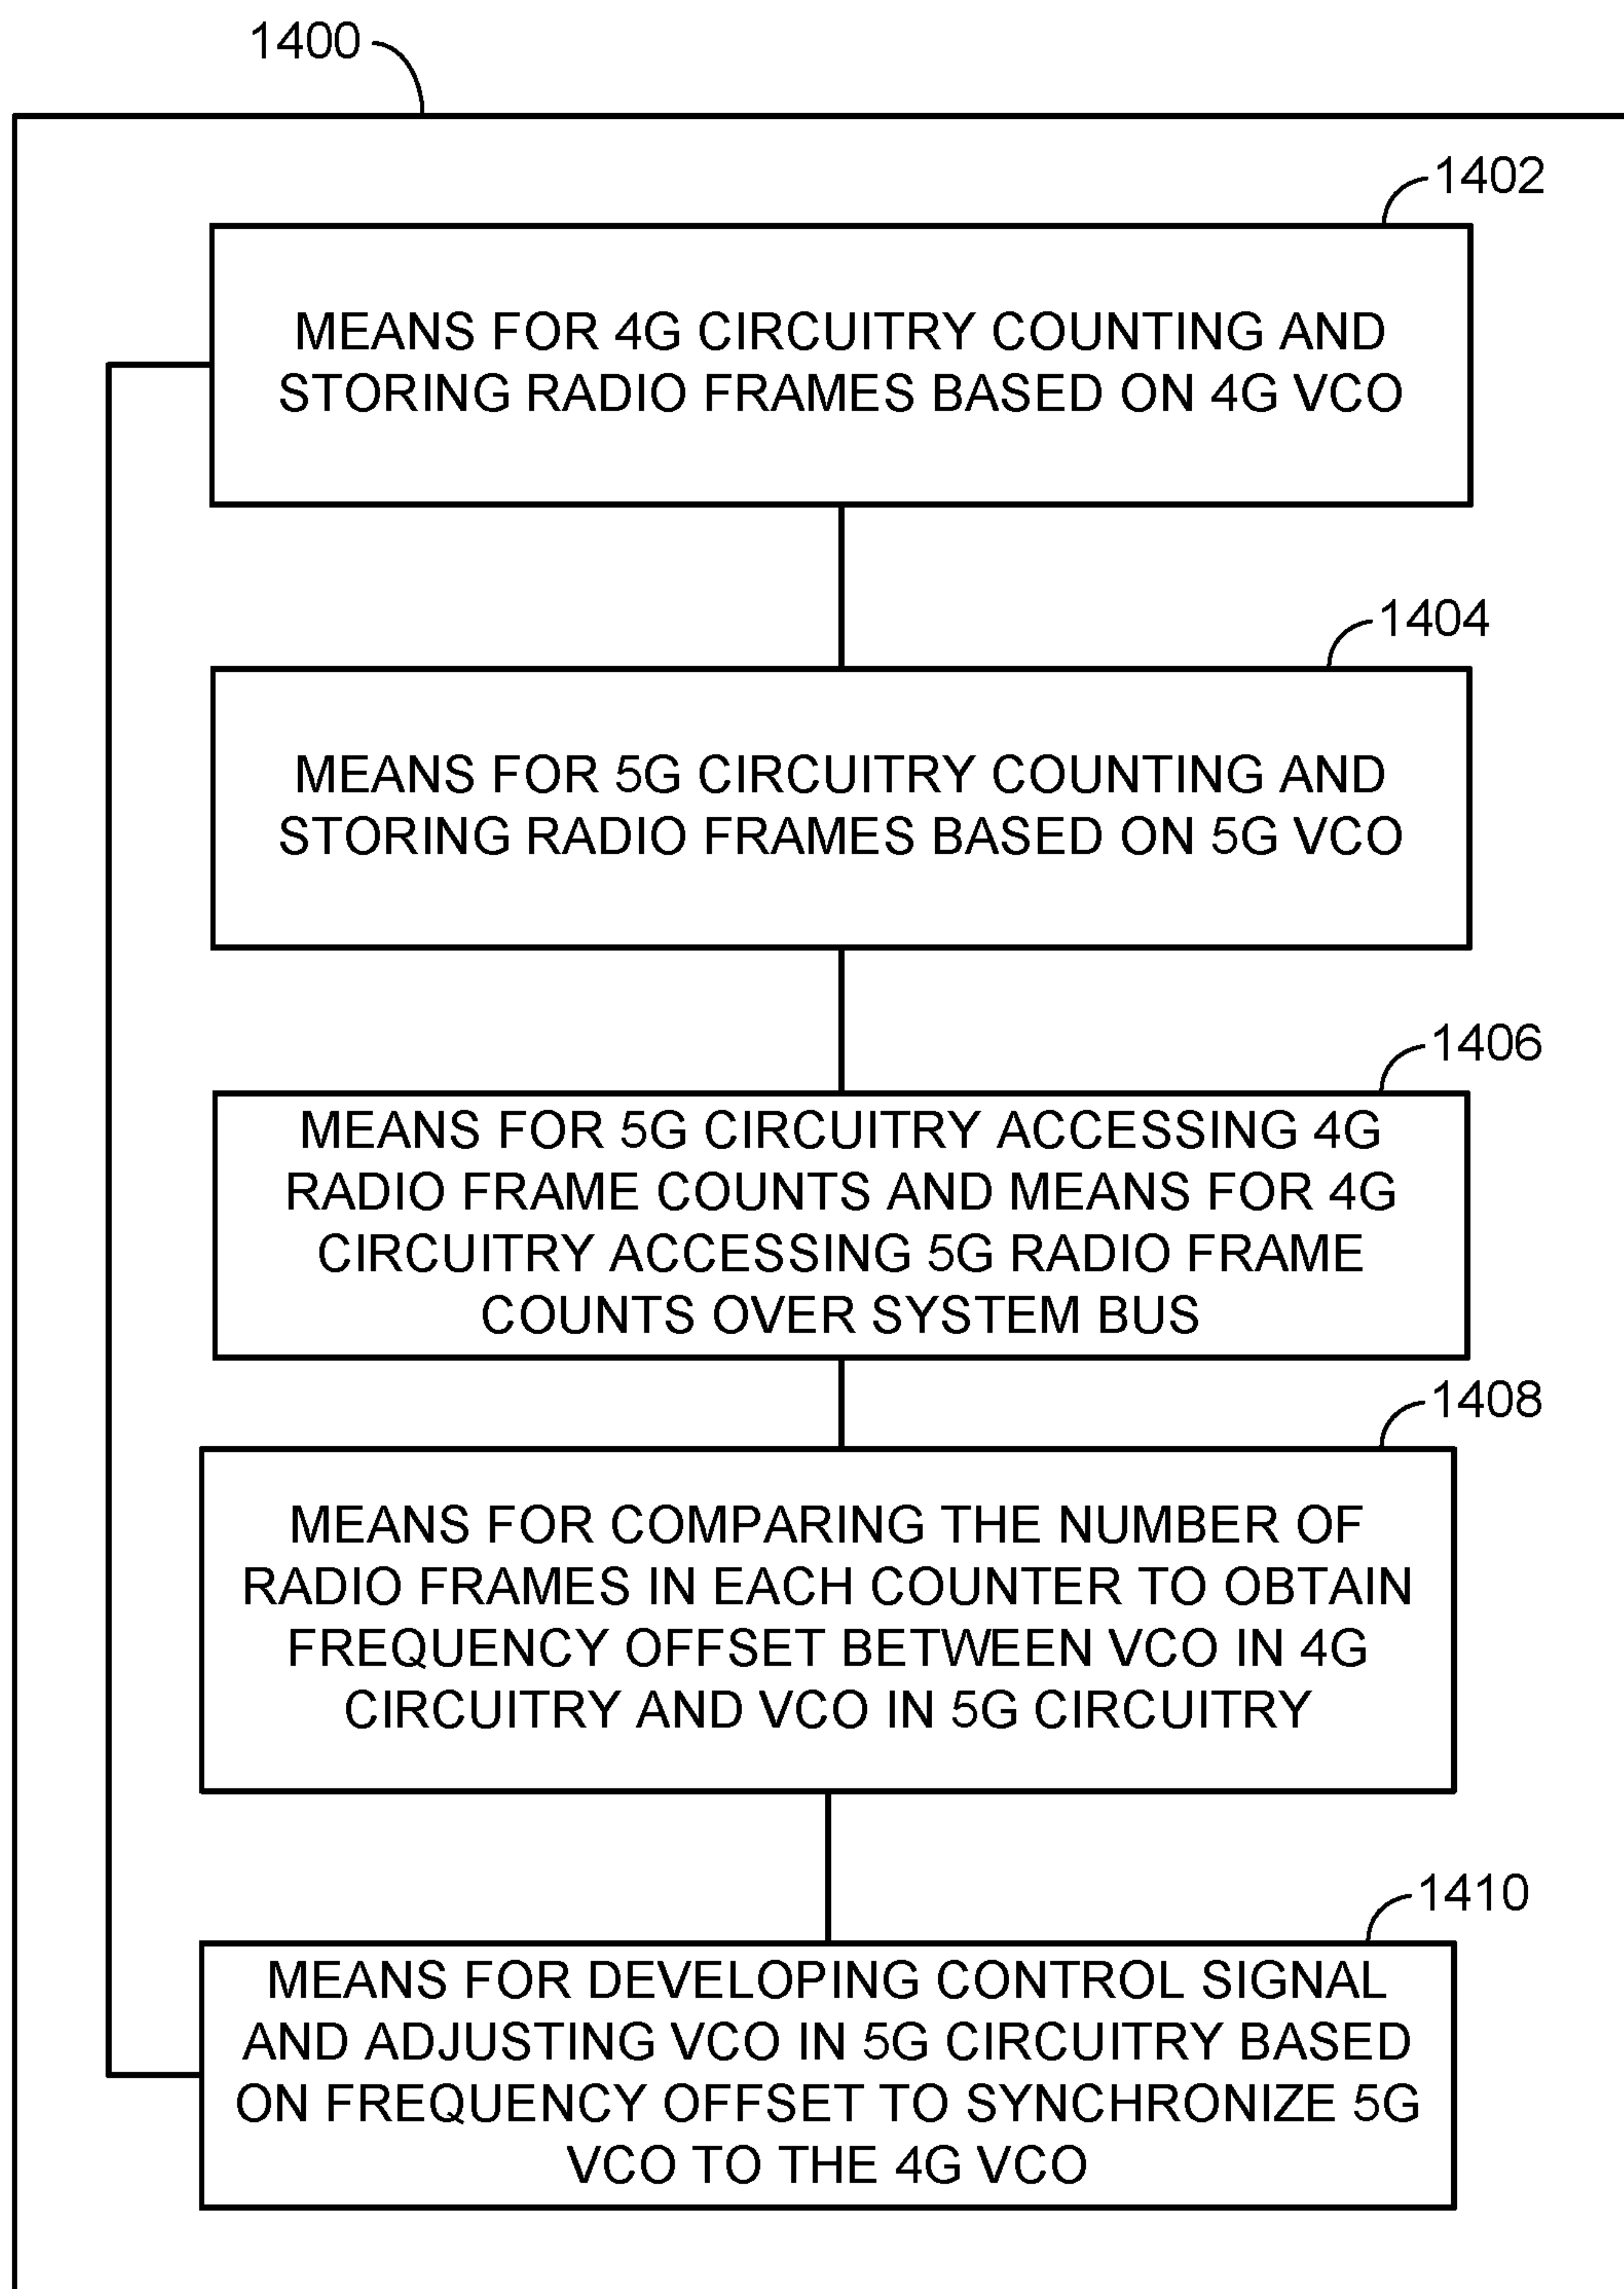 1400
1402
MEANS FOR 4G CIRCUITRY COUNTING AND
STORING RADIO FRAMES BASED ON 4G VCO
1404
MEANS FOR 5G CIRCUITRY COUNTING AND
STORING RADIO FRAMES BASED ON 5G VCO
1406
MEANS FOR 5G CIRCUITRY ACCESSING 4G
RADIO FRAME COUNTS AND MEANS FOR 4G
CIRCUITRY ACCESSING 5G RADIO FRAME
COUNTS OVER SYSTEM BUS
1408
MEANS FOR COMPARING THE NUMBER OF
RADIO FRAMES IN EACH COUNTER TO OBTAIN
FREQUENCY OFFSET BETWEEN VCO IN 4G
CIRCUITRY AND VCO IN 5G CIRCUITRY
1410
MEANS FOR DEVELOPING CONTROL SIGNAL
AND ADJUSTING VCO IN 5G CIRCUITRY BASED
ON FREQUENCY OFFSET TO SYNCHRONIZE 5G
VCO TO THE 4G VCO